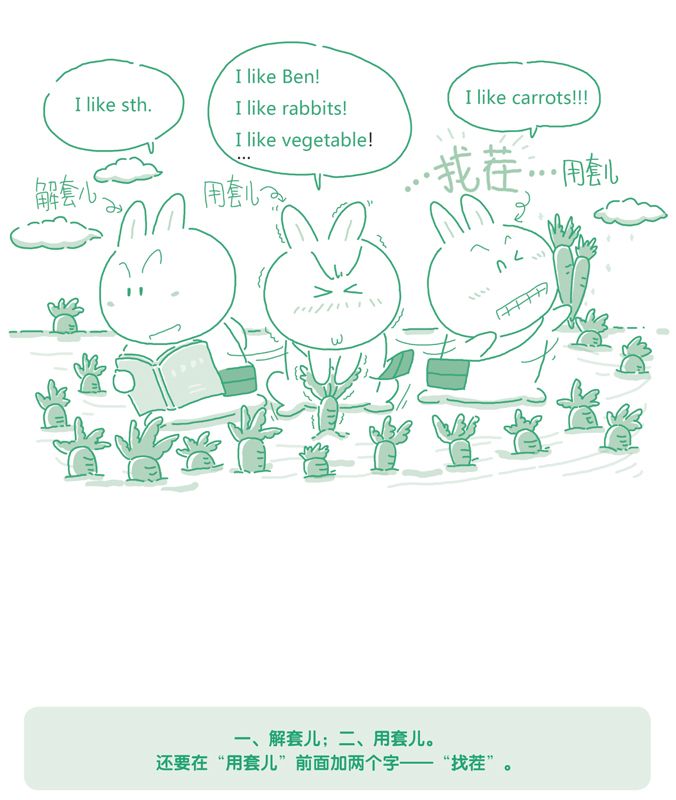 I like sth.
I like Ben!
I like rabbits!
I like vegetable!
...
I like carrots!!!
解套儿
用套儿
…找茬…用套儿
一、解套儿；二、用套儿。
还要在“用套儿”前面加两个字——“找茬”。